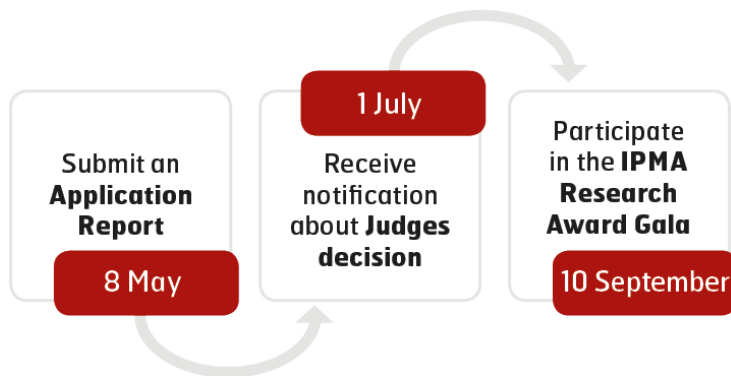 Submit an
Application
Report
8 May
1 July
Receive
notification
about Judges
decision
Participate
in the IPMA
Research
Award Gala
10 September